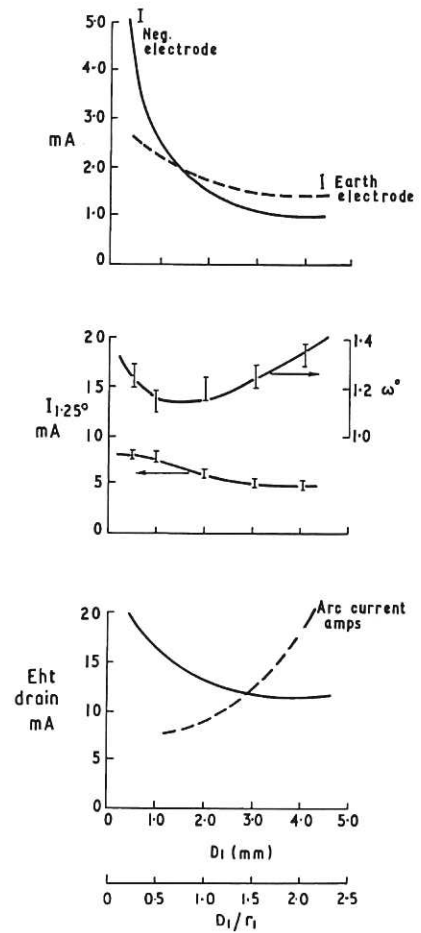 I
Neg.
electrode
5·0
4·0
3·0
mA
2·0
1·0
0
I Earth
electrode
20
15
I1·25°
mA
10
5
0
1·4
1·2 ω°
1·0
Arc current
amps
20
15
Eht
drain
mA
10
5
0
0 1·0 2·0 3·0 4·0 5·0
D1 (mm)
0 0·5 1·0 1·5 2·0 2·5
D1/r1